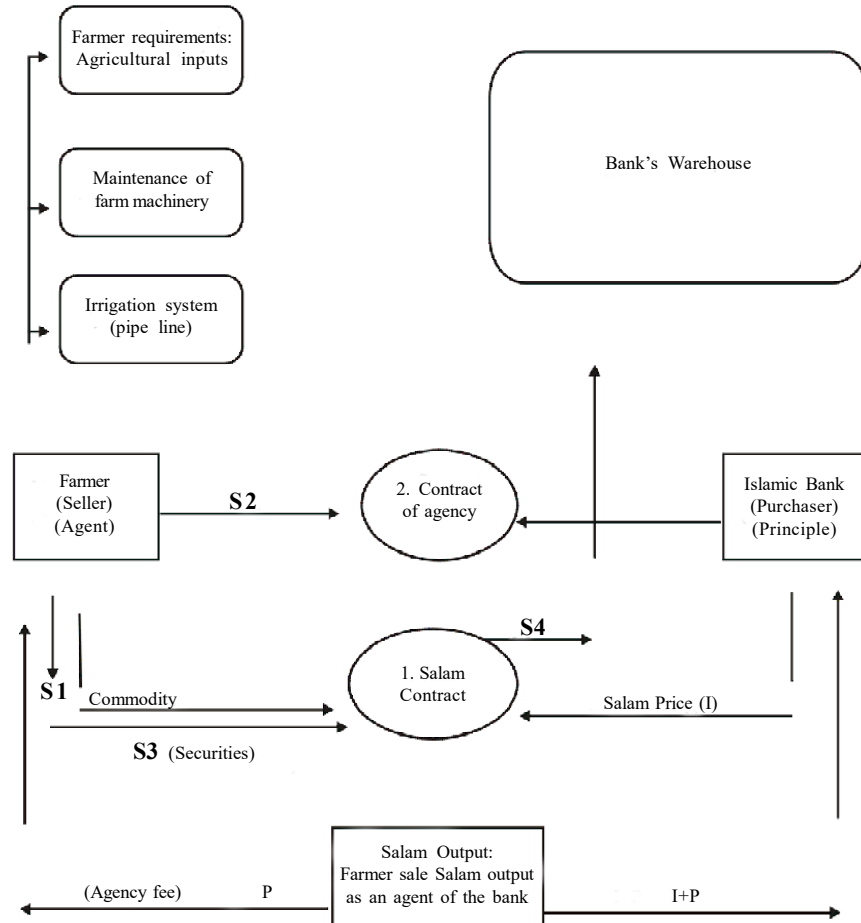 Farmer requirements:
Agricultural inputs
Bank's Warehouse
Maintenance of
farm machinery
Irrigation system
(pipe line)
Farmer
(Seller)
(Agent)
S2
2. Contract
of agency
Islamic Bank
(Purchaser)
(Principle)
S4
S1
Commodity
1. Salam
Contract
Salam Price (I)
S3 (Securities)
Salam Output:
Farmer sale Salam output
as an agent of the bank
(Agency fee) P
I+P